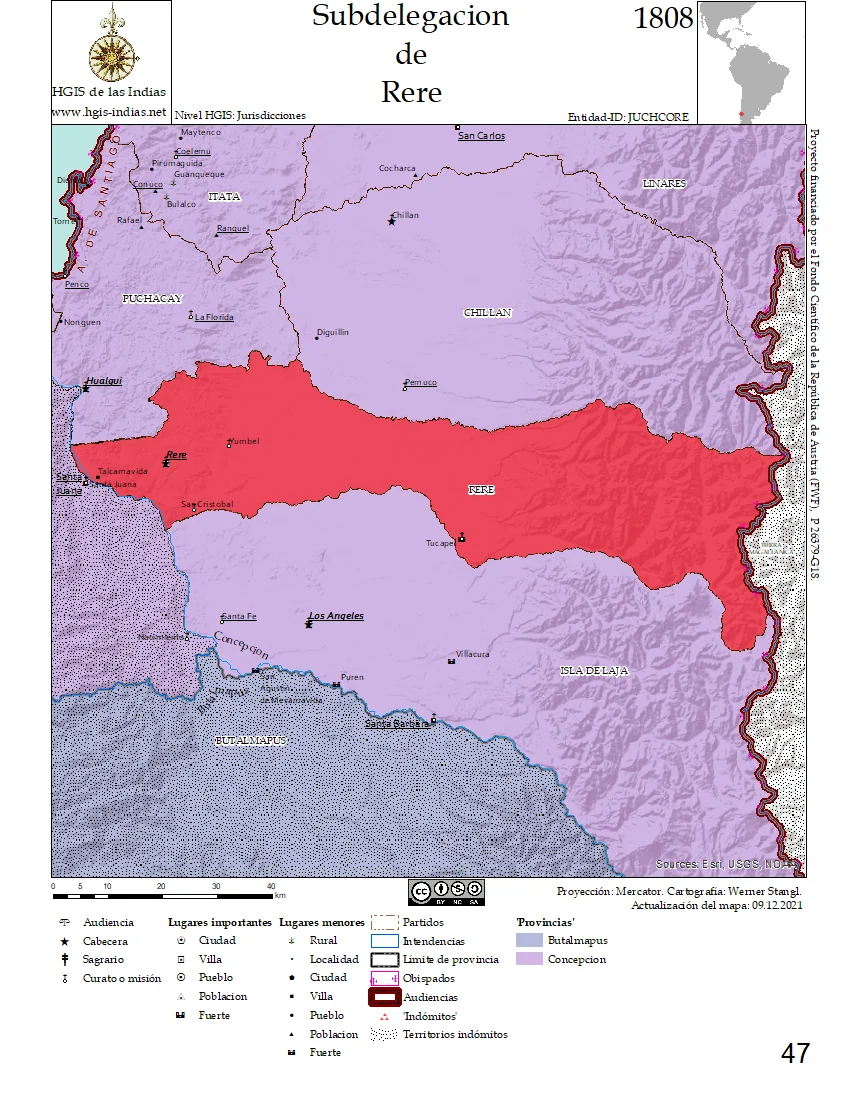 Subdelegacion
de
Rere
1808
HGIS de las Indias
www.hgis-indias.net
Nivel HGIS: Jurisdicciones
Entidad-ID: JUCHCORE
Proyecto financiado por el Fondo Científico de la República de Austria (FWF), P 26379-G18
Maytenco
San Carlos
Coelemu
Pirumaguida
Guanqueque
Conuco
Cocharca
LINARES
ITATA
Bulalco
Rafael
Ranquel
Chillan
A. DE SANTIAGO
Penco
PUCHACAY
La Florida
CHILLAN
Nonquen
Diguillin
Hualqui
Pemuco
Yumbel
Rere
Talcamavida
Santa
Juana
Santa Juana
RERE
San Cristobal
Tucapel
Santa Fe
Los Angeles
Nacimiento
Concepcion
Villacura
ISLA DE LAJA
Puren
Butalmapus
de Mesamavida
Santa Barbara
BUTALMAPUS
Sources: Esri, USGS, NOAA
0 5 10 20 30 40
km
CC BY NC SA
Proyección: Mercator. Cartografía: Werner Stangl.
Actualización del mapa: 09.12.2021
Audiencia
Cabecera
Sagrario
Curato o misión
Lugares importantes
Ciudad
Villa
Pueblo
Poblacion
Fuerte
Lugares menores
Rural
Localidad
Ciudad
Villa
Pueblo
Poblacion
Fuerte
Partidos
Intendencias
Límite de provincia
Obispados
Audiencias
'Indómitos'
Territorios indómitos
'Provincias'
Butalmapus
Concepcion
47